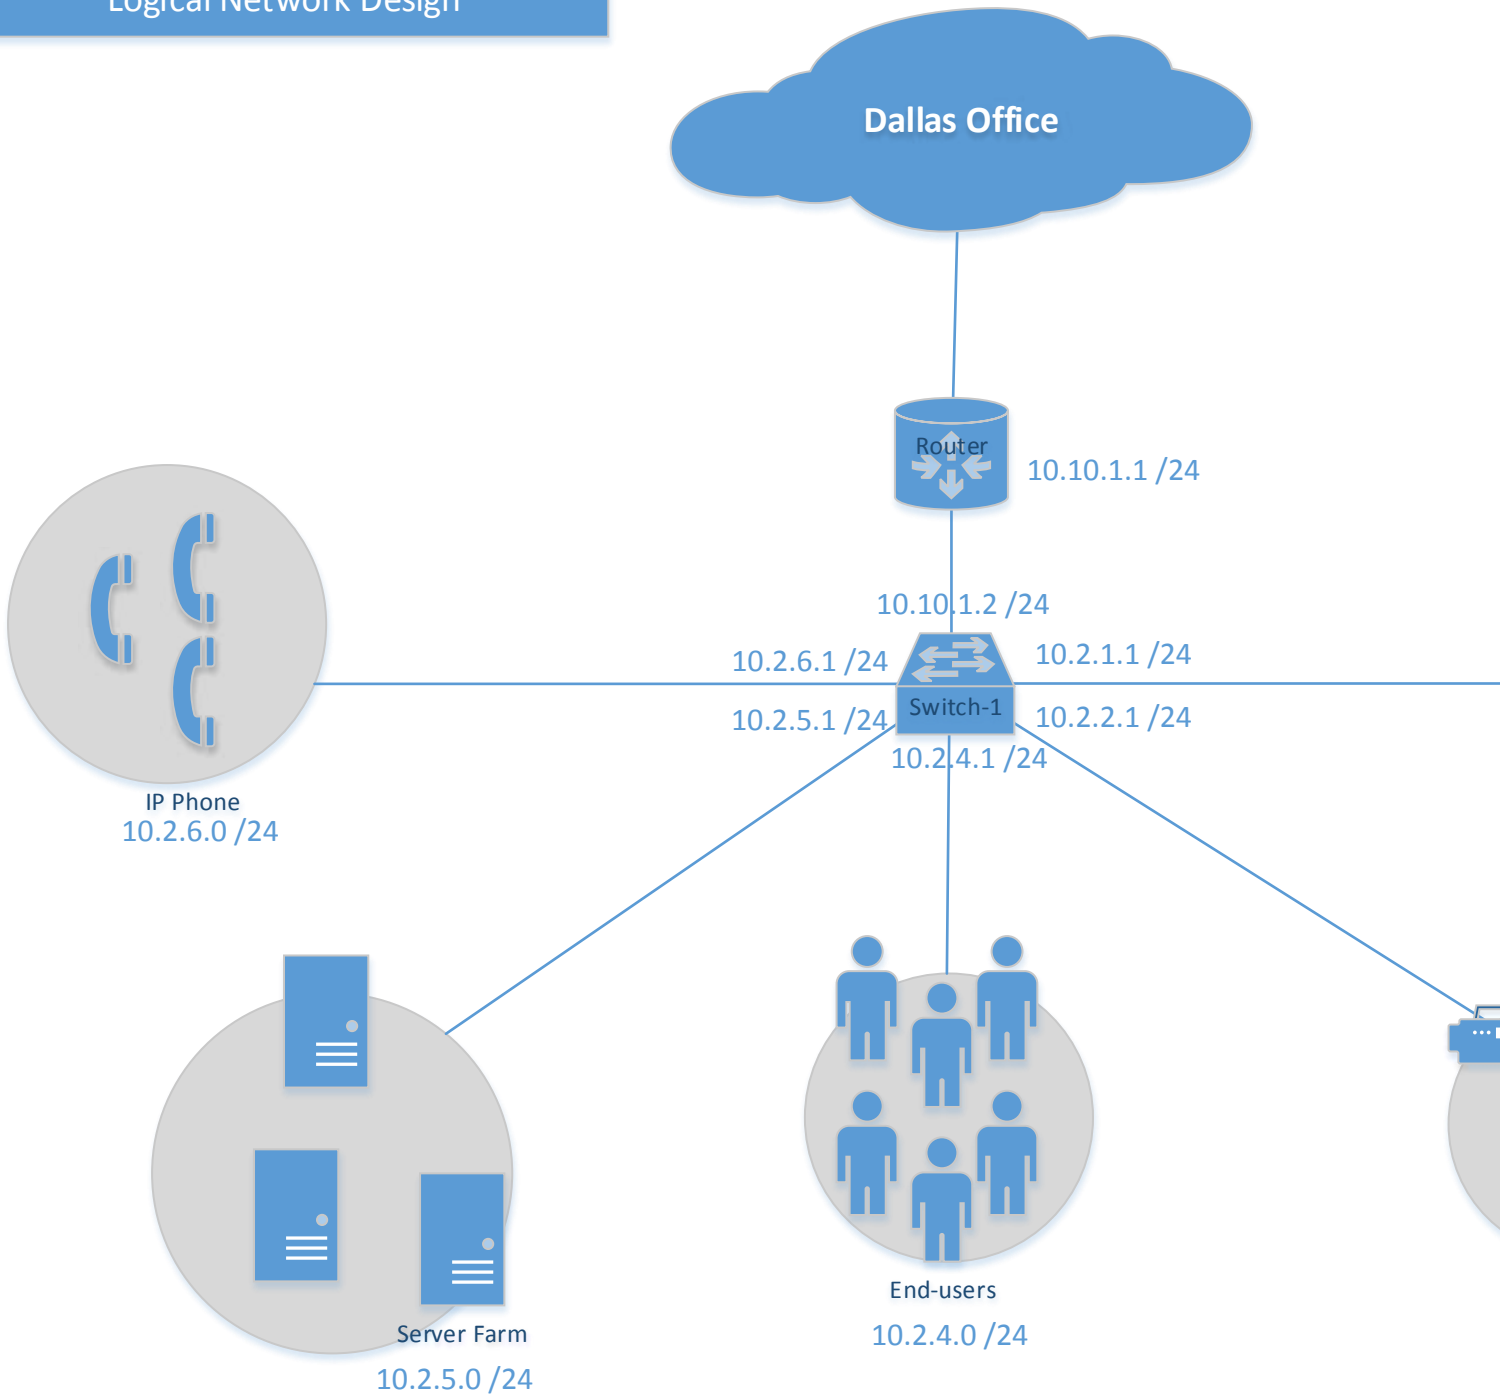 Logical Network Design
Dallas Office
Router
10.10.1.1 /24
10.10.1.2 /24
10.2.6.1 /24
10.2.1.1 /24
10.2.5.1 /24
Switch-1
10.2.2.1 /24
10.2.4.1 /24
IP Phone
10.2.6.0 /24
End-users
10.2.4.0 /24
Server Farm
10.2.5.0 /24